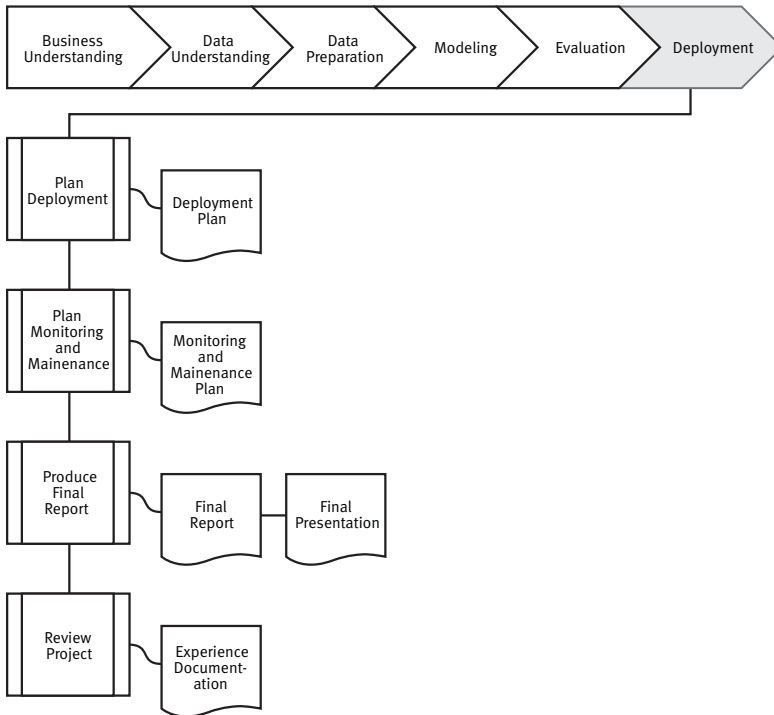 Business
Understanding
Data
Understanding
Data
Preparation
Modeling
Evaluation
Deployment
Plan
Deployment
Deployment
Plan
Plan
Monitoring
and
Mainenance
Monitoring
and
Mainenance
Plan
Produce
Final
Report
Final
Report
Final
Presentation
Review
Project
Experience
Document-
ation